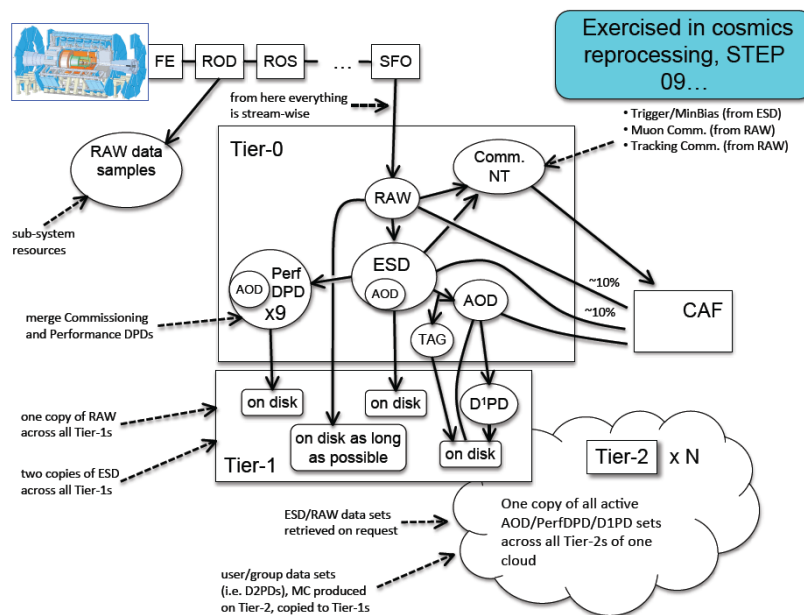 FE
ROD
ROS
...
SFO
Exercised in cosmics
reprocessing, STEP
09...
• Trigger/MinBias (from ESD)
• Muon Comm. (from RAW)
• Tracking Comm. (from RAW)
from here everything
is stream-wise
RAW data
samples
sub-system
resources
Tier-0
Comm.
NT
RAW
ESD
AOD
Perf
DPD
x9
AOD
AOD
TAG
~10%
~10%
CAF
merge Commissioning
and Performance DPDs
on disk
on disk
D¹PD
on disk as long
as possible
on disk
Tier-1
one copy of RAW
across all Tier-1s
two copies of ESD
across all Tier-1s
Tier-2
x N
One copy of all active
AOD/PerfDPD/D1PD sets
across all Tier-2s of one
cloud
ESD/RAW data sets
retrieved on request
user/group data sets
(i.e. D2PDs), MC produced
on Tier-2, copied to Tier-1s